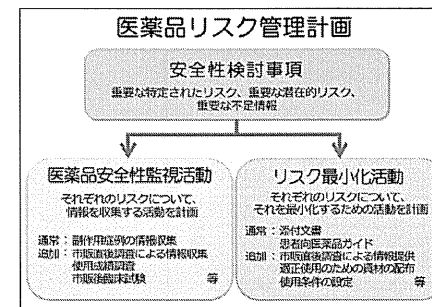 医薬品リスク管理計画
安全性検討事項
重要な特定されたリスク、重要な潜在的リスク、
重要な不足情報
医薬品安全性監視活動
それぞれのリスクについて、
情報を収集する活動を計画
通常：副作用症例の情報収集
追加：市販直後調査による情報収集
使用成績調査
市販後臨床試験 等
リスク最小化活動
それぞれのリスクについて、
それを最小化するための活動を計画
通常：添付文書
患者向医薬品ガイド
追加：市販直後調査による情報提供
適正使用のための資材の配布
使用条件の設定 等